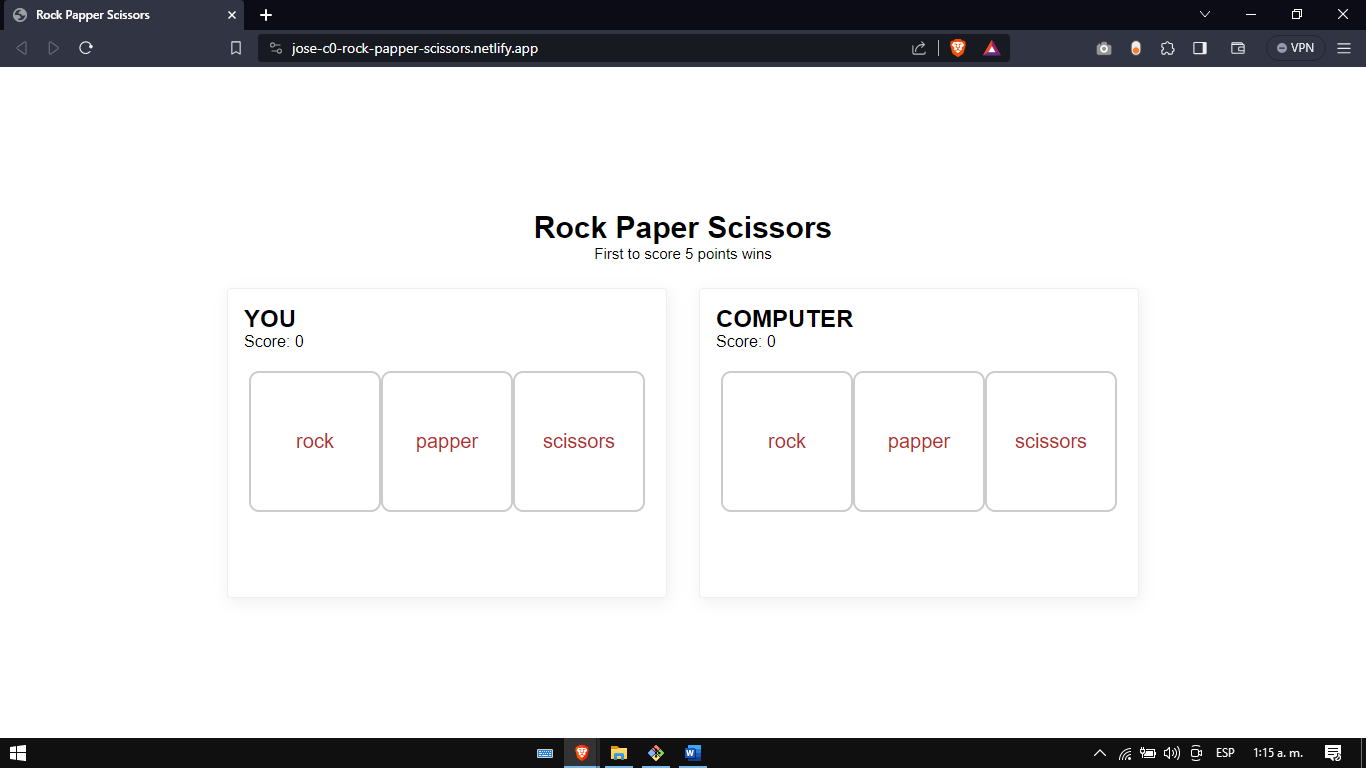 Rock Papper Scissors
jose-c0-rock-papper-scissors.netlify.app
VPN
Rock Paper Scissors
First to score 5 points wins
YOU
Score: 0
rock papper scissors
COMPUTER
Score: 0
rock papper scissors
ESP
1:15 a. m.